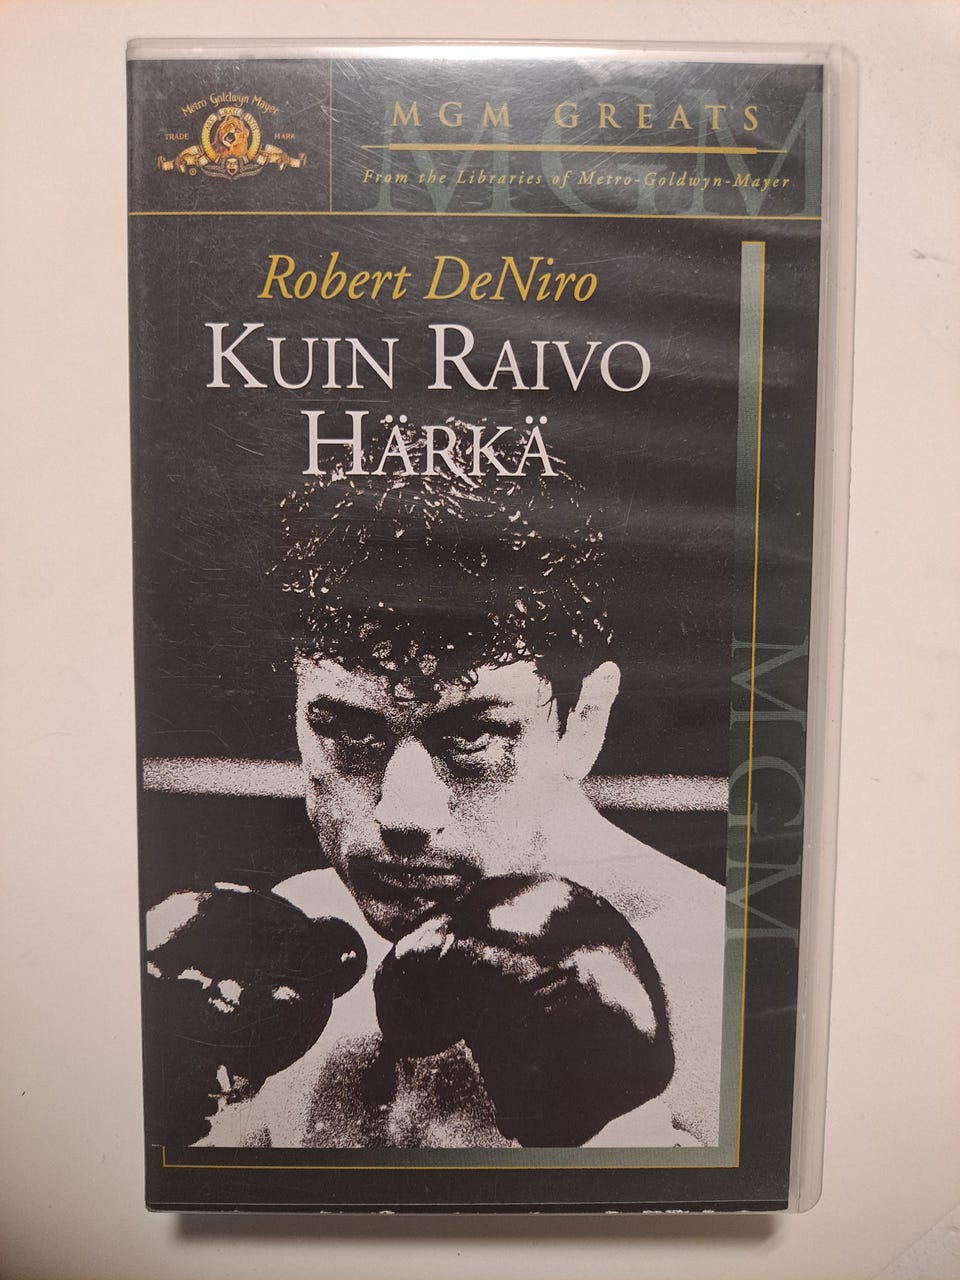 Metro Goldwyn Mayer
TRADE MARK
MGM GREATS
From the Libraries of Metro-Goldwyn-Mayer
MGM
Robert DeNiro
KUIN RAIVO
HÄRKÄ
MGM